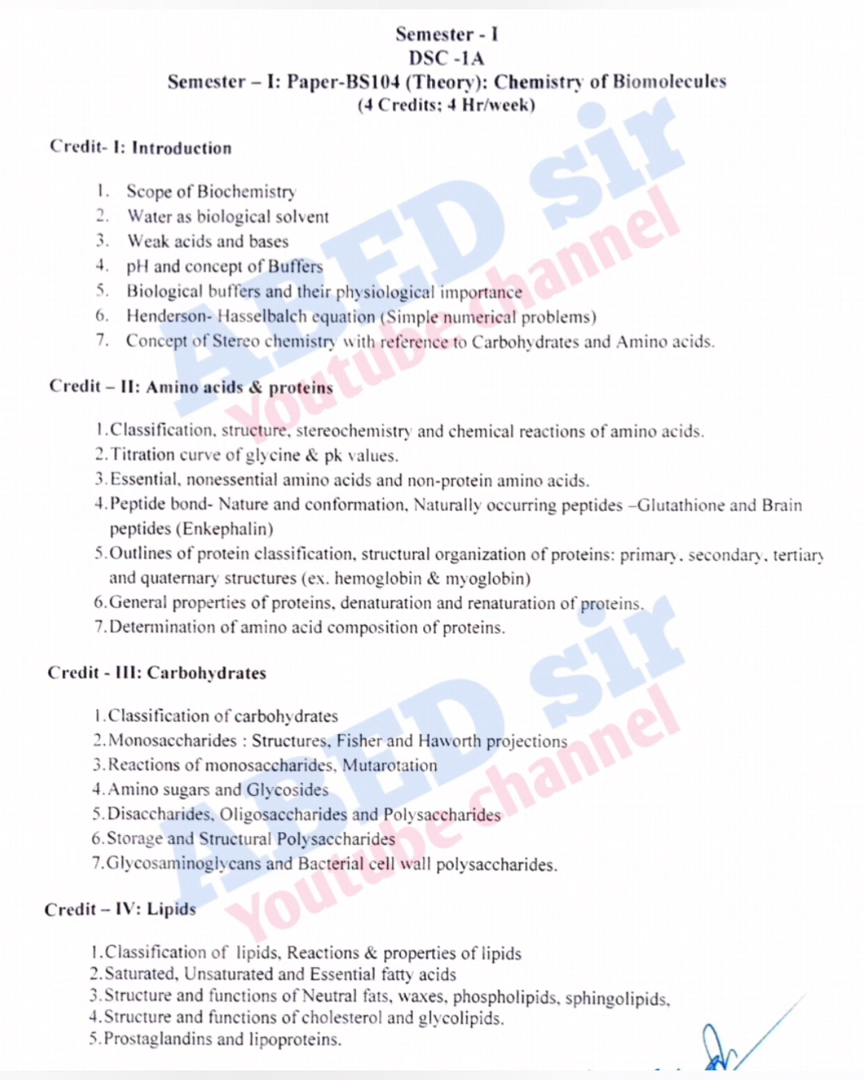 Semester - I
DSC -1A
Semester – I: Paper-BS104 (Theory): Chemistry of Biomolecules
(4 Credits; 4 Hr/week)
Credit- I: Introduction
1. Scope of Biochemistry
2. Water as biological solvent
3. Weak acids and bases
4. pH and concept of Buffers
5. Biological buffers and their physiological importance
6. Henderson- Hasselbalch equation (Simple numerical problems)
7. Concept of Stereo chemistry with reference to Carbohydrates and Amino acids.
Credit – II: Amino acids & proteins
1.Classification, structure, stereochemistry and chemical reactions of amino acids.
2.Titration curve of glycine & pk values.
3.Essential, nonessential amino acids and non-protein amino acids.
4.Peptide bond- Nature and conformation, Naturally occurring peptides –Glutathione and Brain
peptides (Enkephalin)
5.Outlines of protein classification, structural organization of proteins: primary, secondary, tertiary
and quaternary structures (ex. hemoglobin & myoglobin)
6.General properties of proteins, denaturation and renaturation of proteins.
7.Determination of amino acid composition of proteins.
Credit - III: Carbohydrates
1.Classification of carbohydrates
2.Monosaccharides : Structures, Fisher and Haworth projections
3.Reactions of monosaccharides, Mutarotation
4.Amino sugars and Glycosides
5.Disaccharides, Oligosaccharides and Polysaccharides
6.Storage and Structural Polysaccharides
7.Glycosaminoglycans and Bacterial cell wall polysaccharides.
Credit – IV: Lipids
1.Classification of lipids, Reactions & properties of lipids
2.Saturated, Unsaturated and Essential fatty acids
3.Structure and functions of Neutral fats, waxes, phospholipids, sphingolipids,
4.Structure and functions of cholesterol and glycolipids.
5.Prostaglandins and lipoproteins.
ABED sir
Youtube channel
ABED sir
Youtube channel